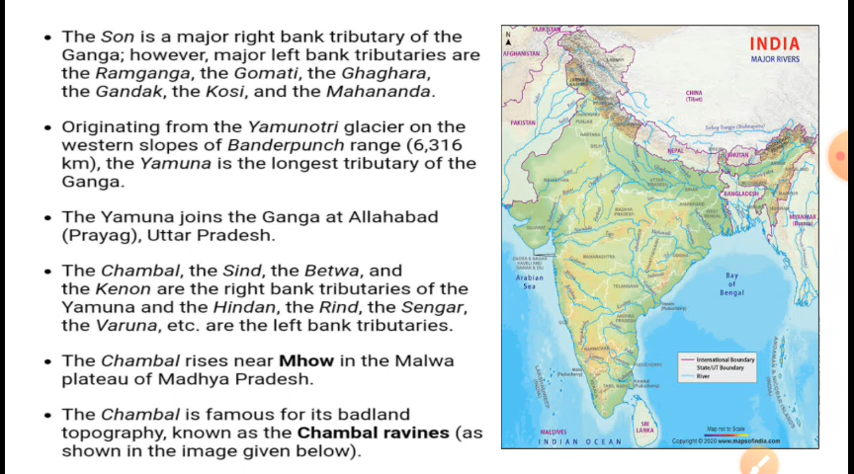 • The Son is a major right bank tributary of the
Ganga; however, major left bank tributaries are
the Ramganga, the Gomati, the Ghaghara,
the Gandak, the Kosi, and the Mahananda.
• Originating from the Yamunotri glacier on the
western slopes of Banderpunch range (6,316
km), the Yamuna is the longest tributary of the
Ganga.
• The Yamuna joins the Ganga at Allahabad
(Prayag), Uttar Pradesh.
• The Chambal, the Sind, the Betwa, and
the Kenon are the right bank tributaries of the
Yamuna and the Hindan, the Rind, the Sengar,
the Varuna, etc. are the left bank tributaries.
• The Chambal rises near Mhow in the Malwa
plateau of Madhya Pradesh.
• The Chambal is famous for its badland
topography, known as the Chambal ravines (as
shown in the image given below).
N
INDIA
MAJOR RIVERS
TAJIKISTAN
AFGHANISTAN
CHINA
(Tibet)
PAKISTAN
NEPAL
BHUTAN
BANGLADESH
MYANMAR
DELHI
UTTAR
PRADESH
MADHYA
PRADESH
MAHARASHTRA
TELANGANA
Arabian
Sea
Bay
of
Bengal
International Boundary
State/UT Boundary
River
SRI
LANKA
MALDIVES
INDIAN OCEAN
Map not to Scale
Copyright © 2020 www.mapsofindia.com